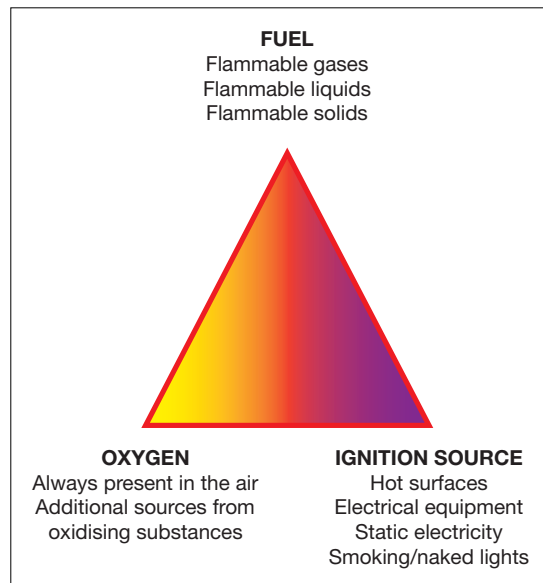 FUEL
Flammable gases
Flammable liquids
Flammable solids
OXYGEN
Always present in the air
Additional sources from
oxidising substances
IGNITION SOURCE
Hot surfaces
Electrical equipment
Static electricity
Smoking/naked lights